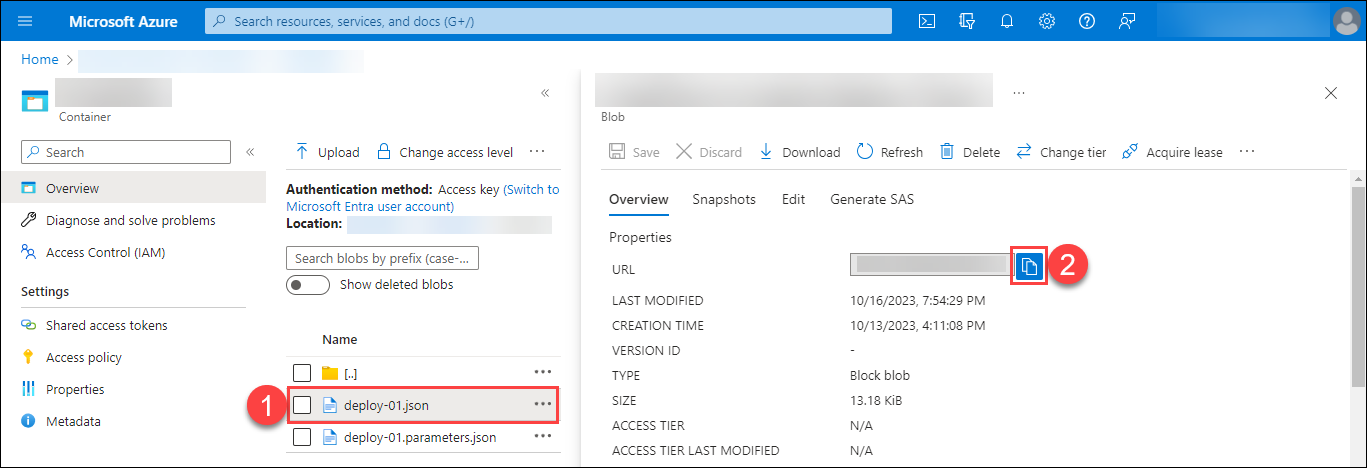 Microsoft Azure
Search resources, services, and docs (G+/)
Home >
Container
Search
Overview
Diagnose and solve problems
Access Control (IAM)
Settings
Shared access tokens
Access policy
Properties
Metadata
Upload
Change access level
Authentication method: Access key (Switch to
Microsoft Entra user account)
Location:
Search blobs by prefix (case-...
Show deleted blobs
Name
[..]
1
deploy-01.json
deploy-01.parameters.json
Blob
Save
Discard
Download
Refresh
Delete
Change tier
Acquire lease
Overview
Snapshots
Edit
Generate SAS
Properties
URL
2
LAST MODIFIED 10/16/2023, 7:54:29 PM
CREATION TIME 10/13/2023, 4:11:08 PM
VERSION ID -
TYPE Block blob
SIZE 13.18 KiB
ACCESS TIER N/A
ACCESS TIER LAST MODIFIED N/A